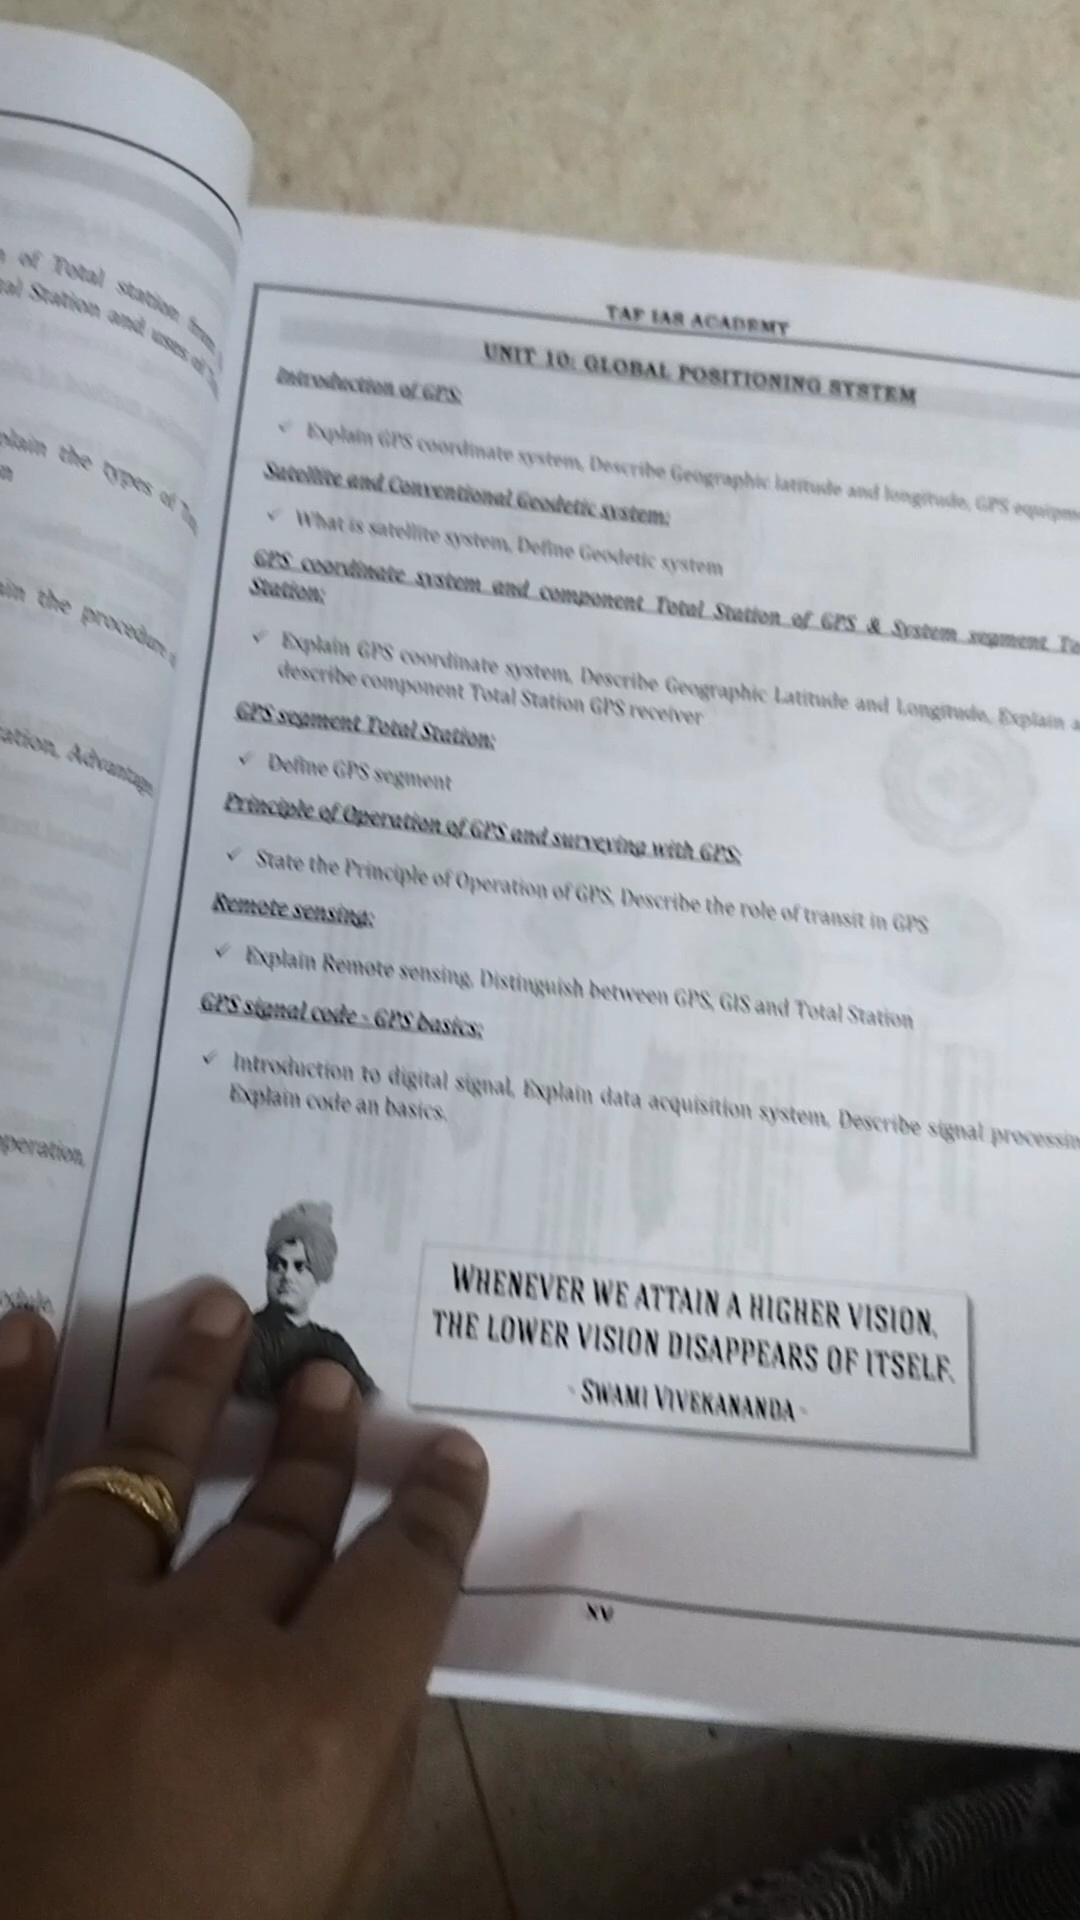 of Total station from
Station and uses of
the types of
the procedure
Advantage
operation,
TAF IAS ACADEMY
UNIT 10: GLOBAL POSITIONING SYSTEM
Introduction of GPS:
✓ Explain GPS coordinate system, Describe Geographic latitude and longitude, GPS
Satellite and Conventional Geodetic system:
✓ What is satellite system, Define Geodetic system
GPS coordinate system and component Total Station of GPS & System segment
Station:
✓ Explain GPS coordinate system, Describe Geographic Latitude and Longitude, Explain
describe component Total Station GPS receiver
GPS segment Total Station:
✓ Define GPS segment
Principle of Operation of GPS and surveying with GPS:
✓ State the Principle of Operation of GPS, Describe the role of transit in GPS
Remote sensing:
✓ Explain Remote sensing, Distinguish between GPS, GIS and Total Station
GPS signal code - GPS basics:
✓ Introduction to digital signal, Explain data acquisition system, Describe signal
Explain code an basics.
WHENEVER WE ATTAIN A HIGHER VISION,
THE LOWER VISION DISAPPEARS OF ITSELF.
- SWAMI VIVEKANANDA -
XV